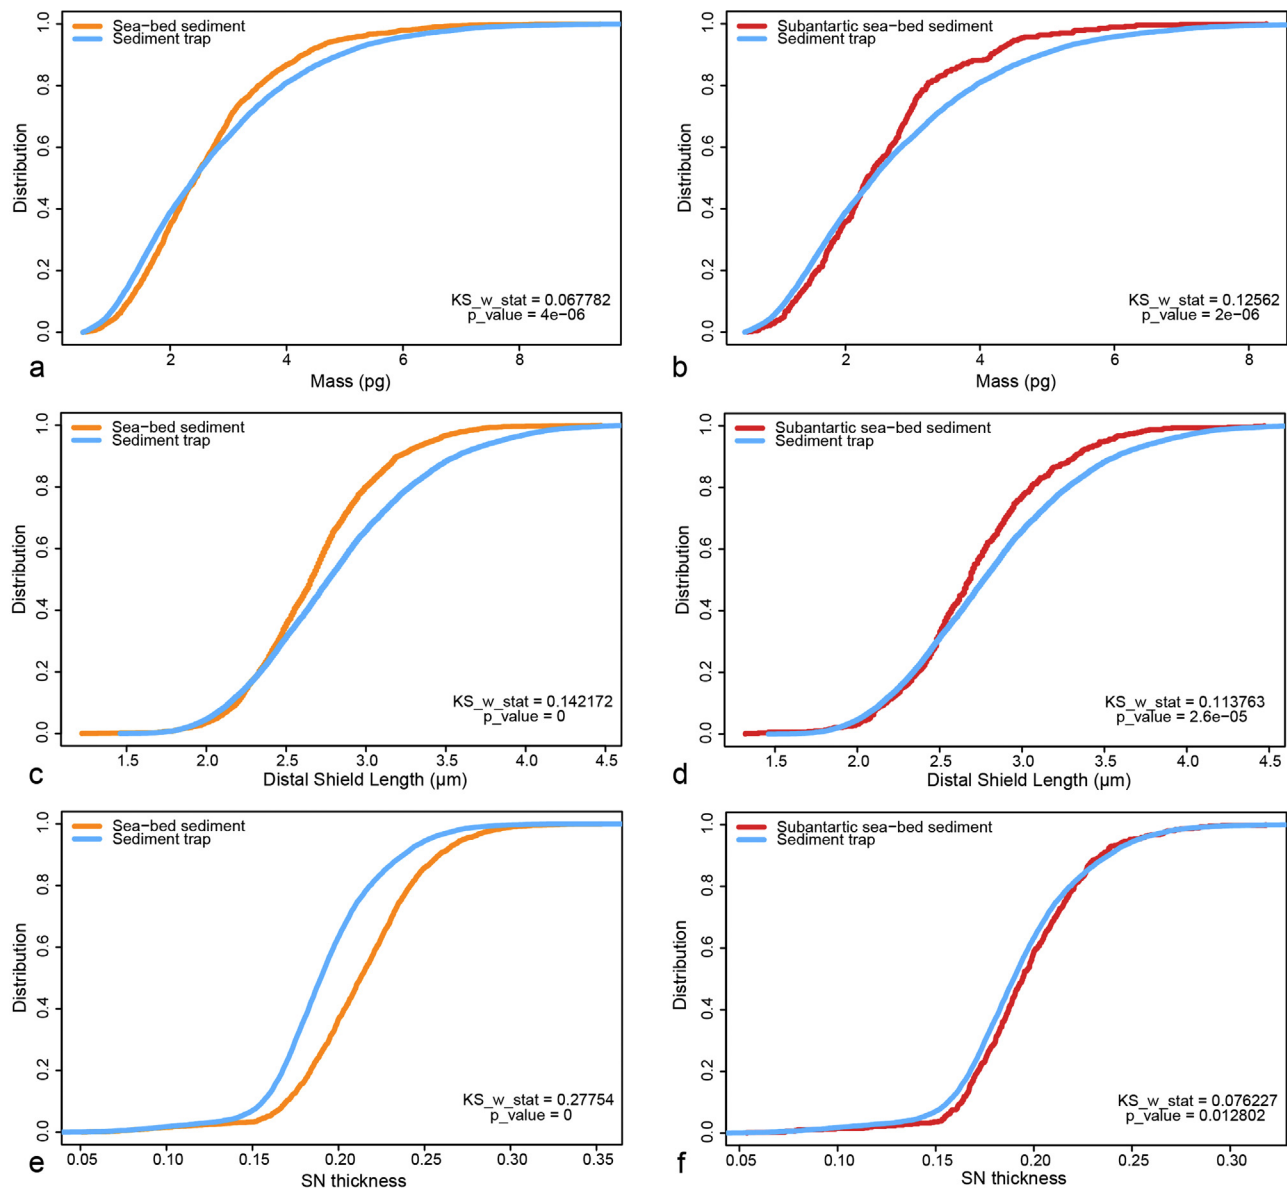 Sea-bed sediment
Sediment trap
Distribution
0.0 0.2 0.4 0.6 0.8 1.0
KS_w_stat = 0.067782
p_value = 4e-06
2 4 6 8
Mass (pg)
a
Subantartic sea-bed sediment
Sediment trap
Distribution
0.0 0.2 0.4 0.6 0.8 1.0
KS_w_stat = 0.12562
p_value = 2e-06
2 4 6 8
Mass (pg)
b
Sea-bed sediment
Sediment trap
Distribution
0.0 0.2 0.4 0.6 0.8 1.0
KS_w_stat = 0.142172
p_value = 0
1.5 2.0 2.5 3.0 3.5 4.0 4.5
Distal Shield Length (μm)
c
Subantartic sea-bed sediment
Sediment trap
Distribution
0.0 0.2 0.4 0.6 0.8 1.0
KS_w_stat = 0.113763
p_value = 2.6e-05
1.5 2.0 2.5 3.0 3.5 4.0 4.5
Distal Shield Length (μm)
d
Sea-bed sediment
Sediment trap
Distribution
0.0 0.2 0.4 0.6 0.8 1.0
KS_w_stat = 0.27754
p_value = 0
0.05 0.10 0.15 0.20 0.25 0.30 0.35
SN thickness
e
Subantartic sea-bed sediment
Sediment trap
Distribution
0.0 0.2 0.4 0.6 0.8 1.0
KS_w_stat = 0.076227
p_value = 0.012802
0.05 0.10 0.15 0.20 0.25 0.30
SN thickness
f